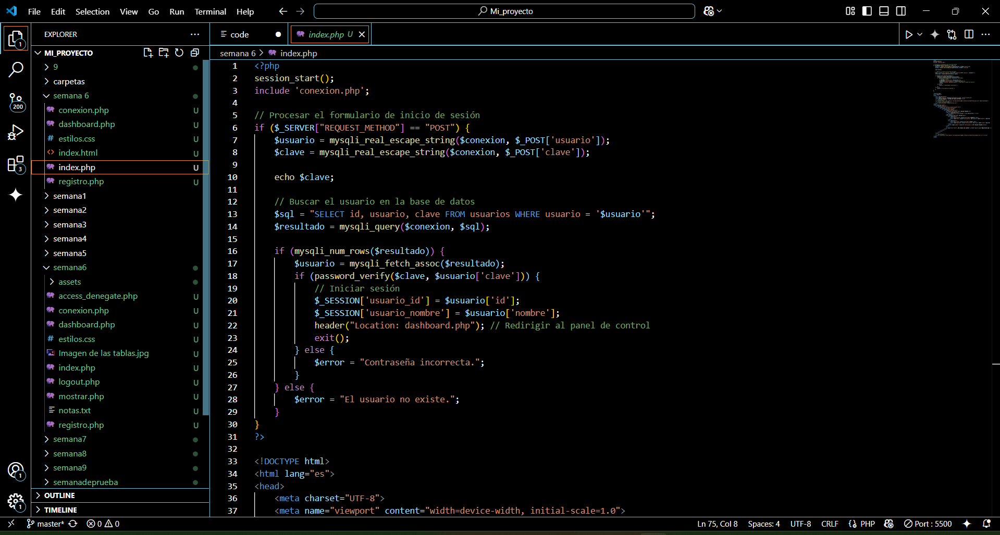 File Edit Selection View Go Run Terminal Help
Mi_proyecto
EXPLORER
MI_PROYECTO
9
carpetas
semana 6
conexion.php U
dashboard.php U
# estilos.css U
<> index.html U
index.php U
registro.php U
semana1
semana2
semana3
semana4
semana5
semana6
assets
access_denegate.php U
conexion.php U
dashboard.php U
# estilos.css U
Imagen de las tablas.jpg U
index.php U
logout.php U
mostrar.php U
notas.txt U
registro.php U
semana7
semana8
semana9
semanadeprueba
OUTLINE
TIMELINE
1
200
3
1
1
code
index.php U
semana 6 > index.php
1 <?php
2 session_start();
3 include 'conexion.php';
4
5 // Procesar el formulario de inicio de sesión
6 if ($_SERVER["REQUEST_METHOD"] == "POST") {
7 $usuario = mysqli_real_escape_string($conexion, $_POST['usuario']);
8 $clave = mysqli_real_escape_string($conexion, $_POST['clave']);
9
10 echo $clave;
11
12 // Buscar el usuario en la base de datos
13 $sql = "SELECT id, usuario, clave FROM usuarios WHERE usuario = '$usuario'";
14 $resultado = mysqli_query($conexion, $sql);
15
16 if (mysqli_num_rows($resultado)) {
17 $usuario = mysqli_fetch_assoc($resultado);
18 if (password_verify($clave, $usuario['clave'])) {
19 // Iniciar sesión
20 $_SESSION['usuario_id'] = $usuario['id'];
21 $_SESSION['usuario_nombre'] = $usuario['nombre'];
22 header("Location: dashboard.php"); // Redirigir al panel de control
23 exit();
24 } else {
25 $error = "Contraseña incorrecta.";
26 }
27 } else {
28 $error = "El usuario no existe.";
29 }
30 }
31 ?>
32
33 <!DOCTYPE html>
34 <html lang="es">
35 <head>
36 <meta charset="UTF-8">
37 <meta name="viewport" content="width=device-width, initial-scale=1.0">
master* 0 0
Ln 75, Col 8 Spaces: 4 UTF-8 CRLF PHP Port : 5500